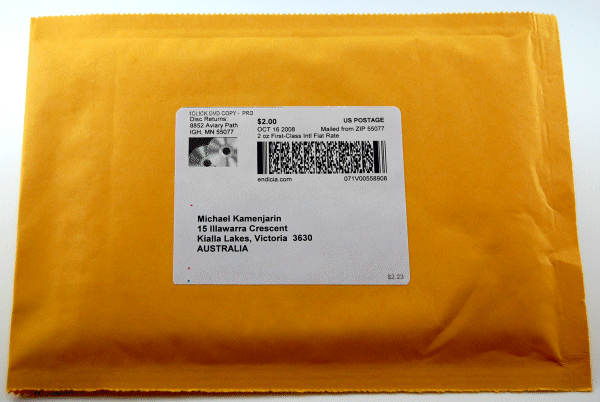 1CLICK DVD COPY - PRO
Disc Returns
8852 Aviary Path
IGH, MN 55077
$2.00
US POSTAGE
OCT 16 2008
Mailed from ZIP 55077
2 oz First-Class Intl Flat Rate
endicia.com
071V00558908
Michael Kamenjarin
15 Illawarra Crescent
Kialla Lakes, Victoria 3630
AUSTRALIA
$2.23